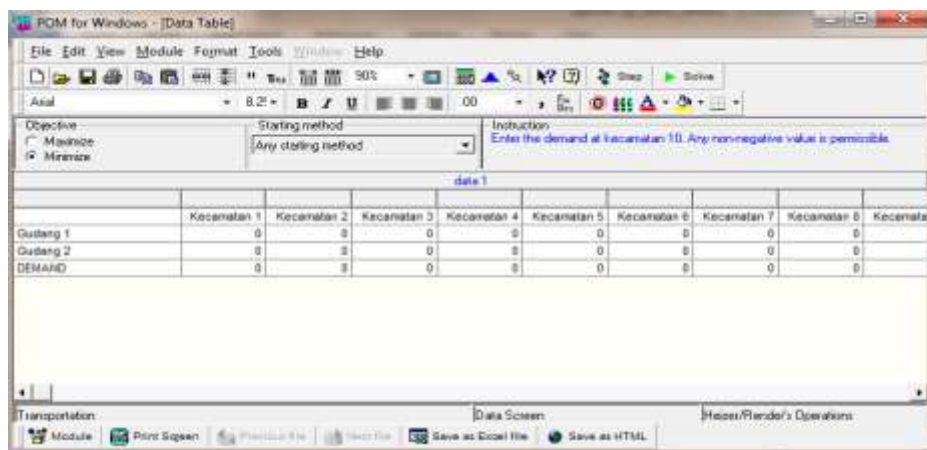 POM for Windows - [Data Table]
File Edit View Module Format Tools Window Help
90% Step Solve
Arial 8.2 B I U .00
Objective Starting method Instruction
Maximize Any starting method Enter the demand at kecamatan 10. Any non-negative value is permissible.
Minimize
data 1
Kecamatan 1 Kecamatan 2 Kecamatan 3 Kecamatan 4 Kecamatan 5 Kecamatan 6 Kecamatan 7 Kecamatan 8 Kecamata
Gudang 1 0 0 0 0 0 0 0 0
Gudang 2 0 0 0 0 0 0 0 0
DEMAND 0 0 0 0 0 0 0 0
Transportation Data Screen Heizer/Render's Operations
Module Print Screen Previous file Next file Save as Excel file Save as HTML